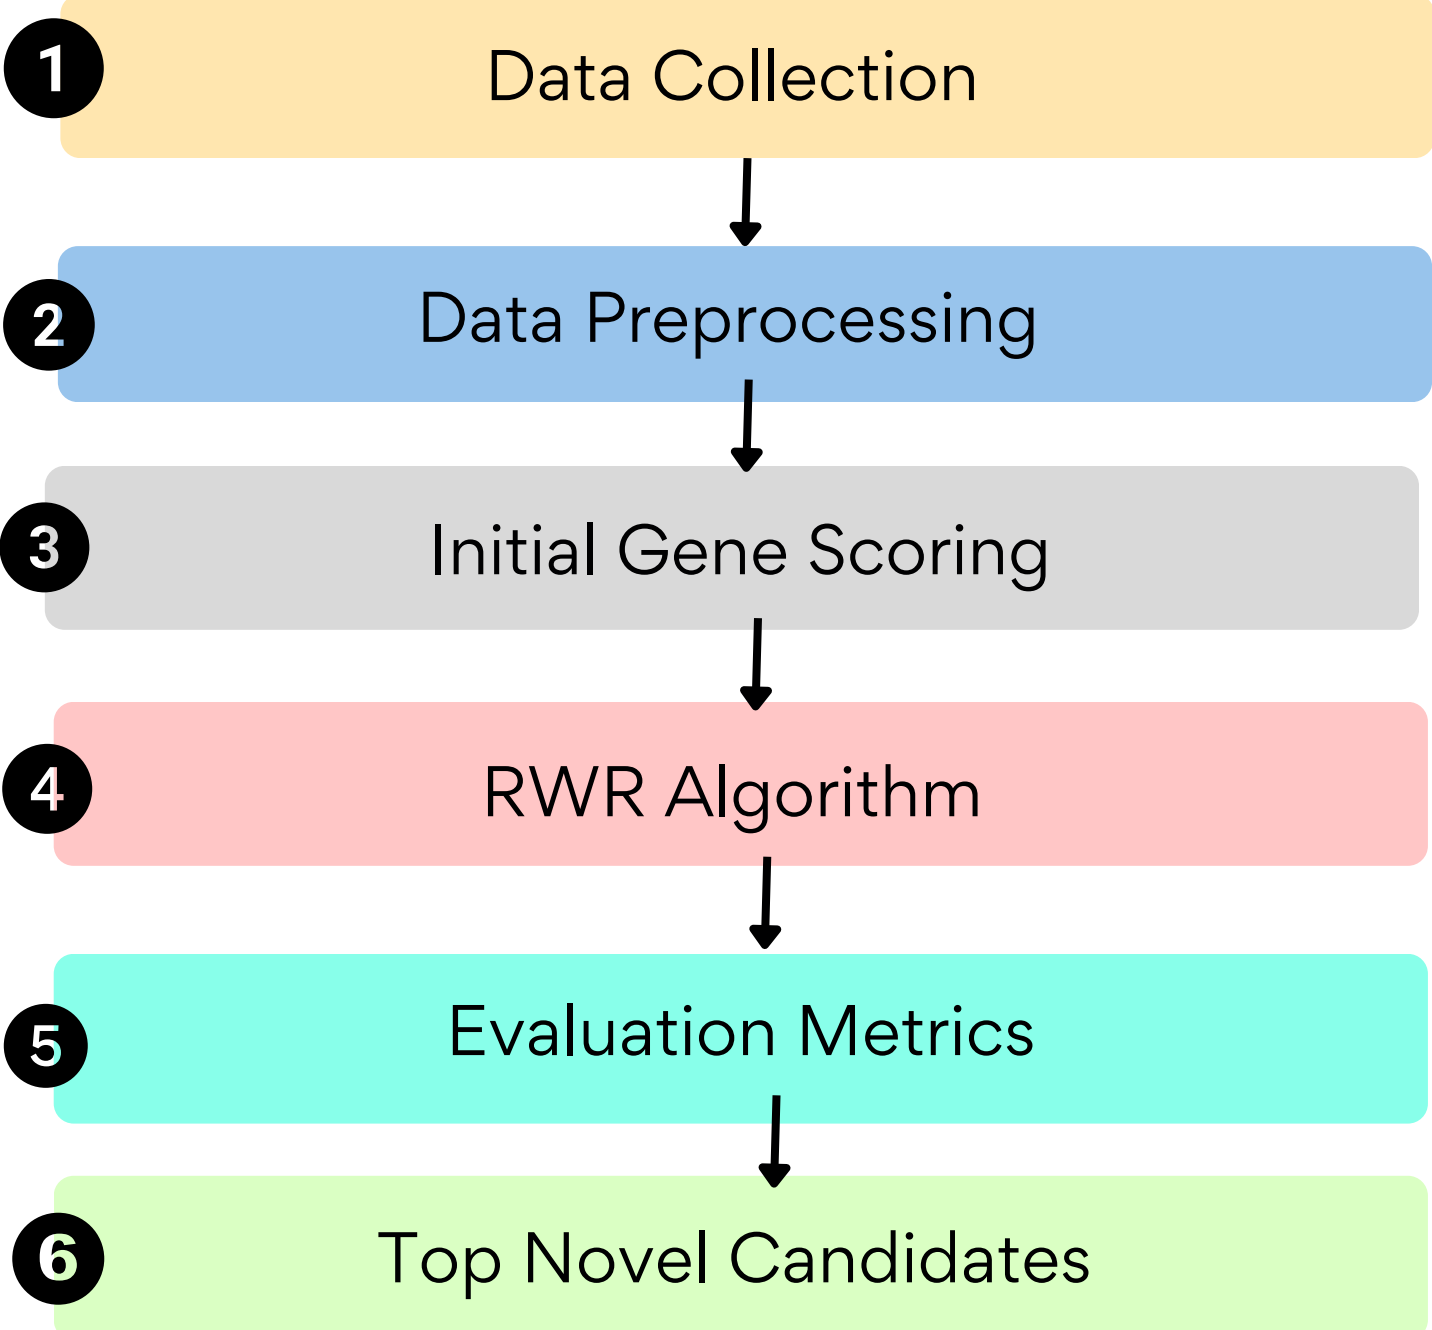 1
Data Collection
2
Data Preprocessing
3
Initial Gene Scoring
4
RWR Algorithm
5
Evaluation Metrics
6
Top Novel Candidates